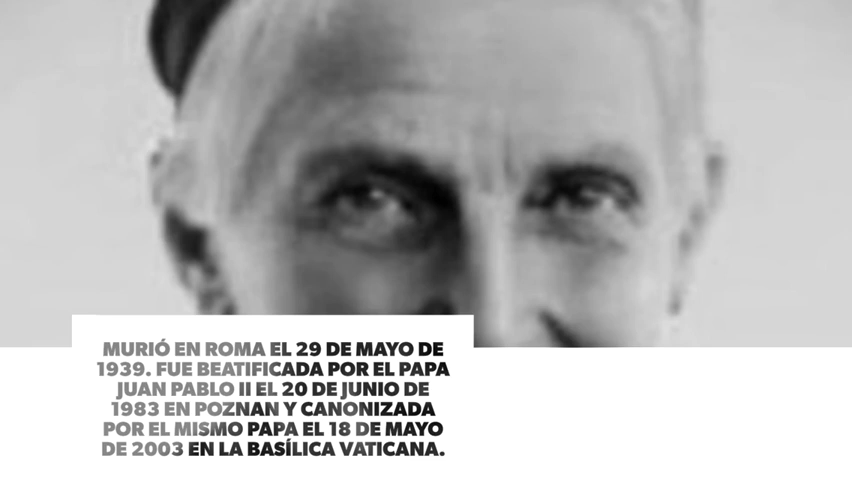 MURIÓ EN ROMA EL 29 DE MAYO DE
1939. FUE BEATIFICADA POR EL PAPA
JUAN PABLO II EL 20 DE JUNIO DE
1983 EN POZNAN Y CANONIZADA
POR EL MISMO PAPA EL 18 DE MAYO
DE 2003 EN LA BASÍLICA VATICANA.